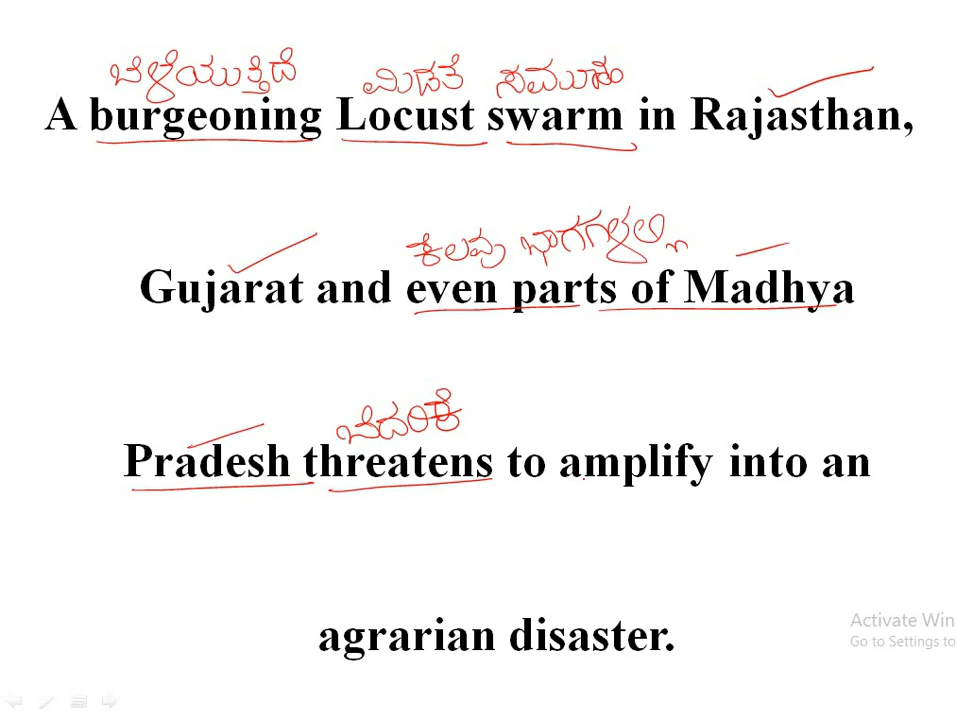 ಬೆಳೆಯುತ್ತಿದೆ ಮಿಡತೆ ಸಮೂಹ
A burgeoning Locust swarm in Rajasthan,
ಕೆಲವು ಭಾಗಗಳಲ್ಲಿ
Gujarat and even parts of Madhya
ಬೆದರಿಕೆ
Pradesh threatens to amplify into an
agrarian disaster.
Activate Win
Go to Settings to